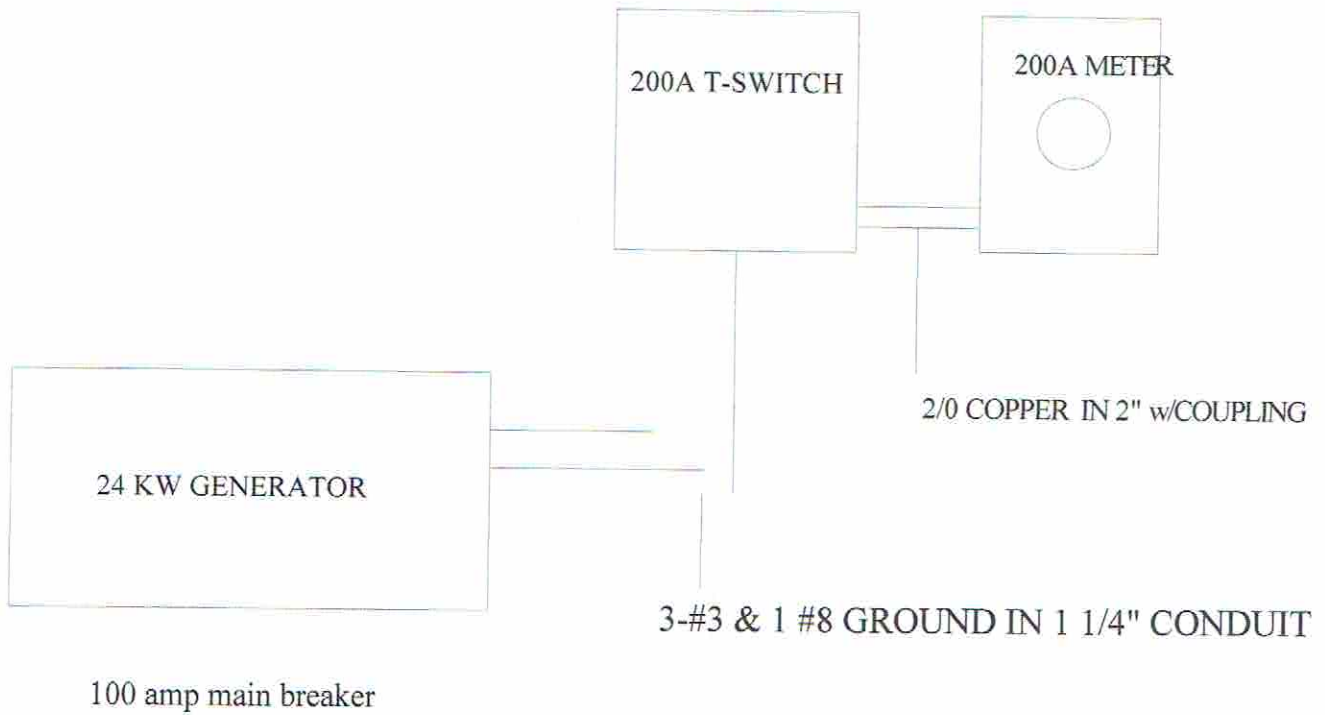 200A T-SWITCH
200A METER
2/0 COPPER IN 2" w/COUPLING
24 KW GENERATOR
3-#3 & 1 #8 GROUND IN 1 1/4" CONDUIT
100 amp main breaker